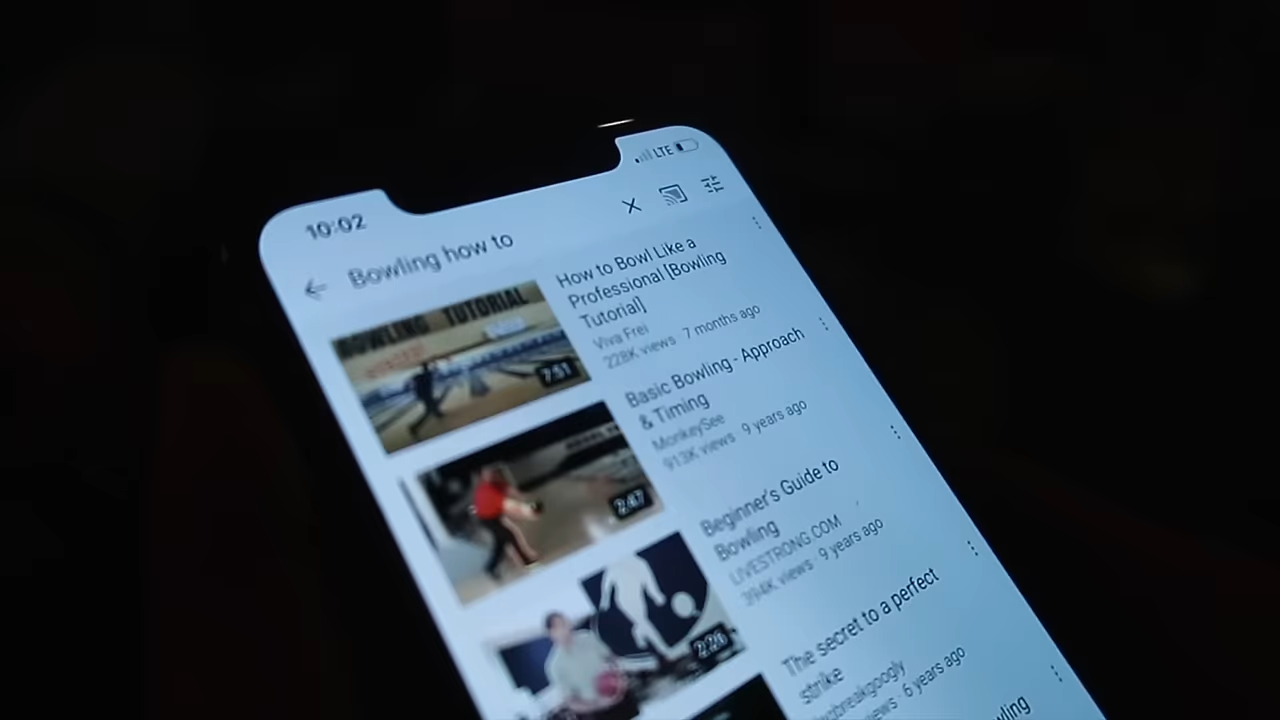 10:02
LTE
Bowling how to
BOWLING TUTORIAL
7:51
How to Bowl Like a
Professional [Bowling
Tutorial]
Viva Frei
228K views · 7 months ago
2:47
Basic Bowling - Approach
& Timing
MonkeySee
913K views · 9 years ago
2:26
Beginner's Guide to
Bowling
LIVESTRONG.COM
394K views · 9 years ago
The secret to a perfect
strike
6 years ago